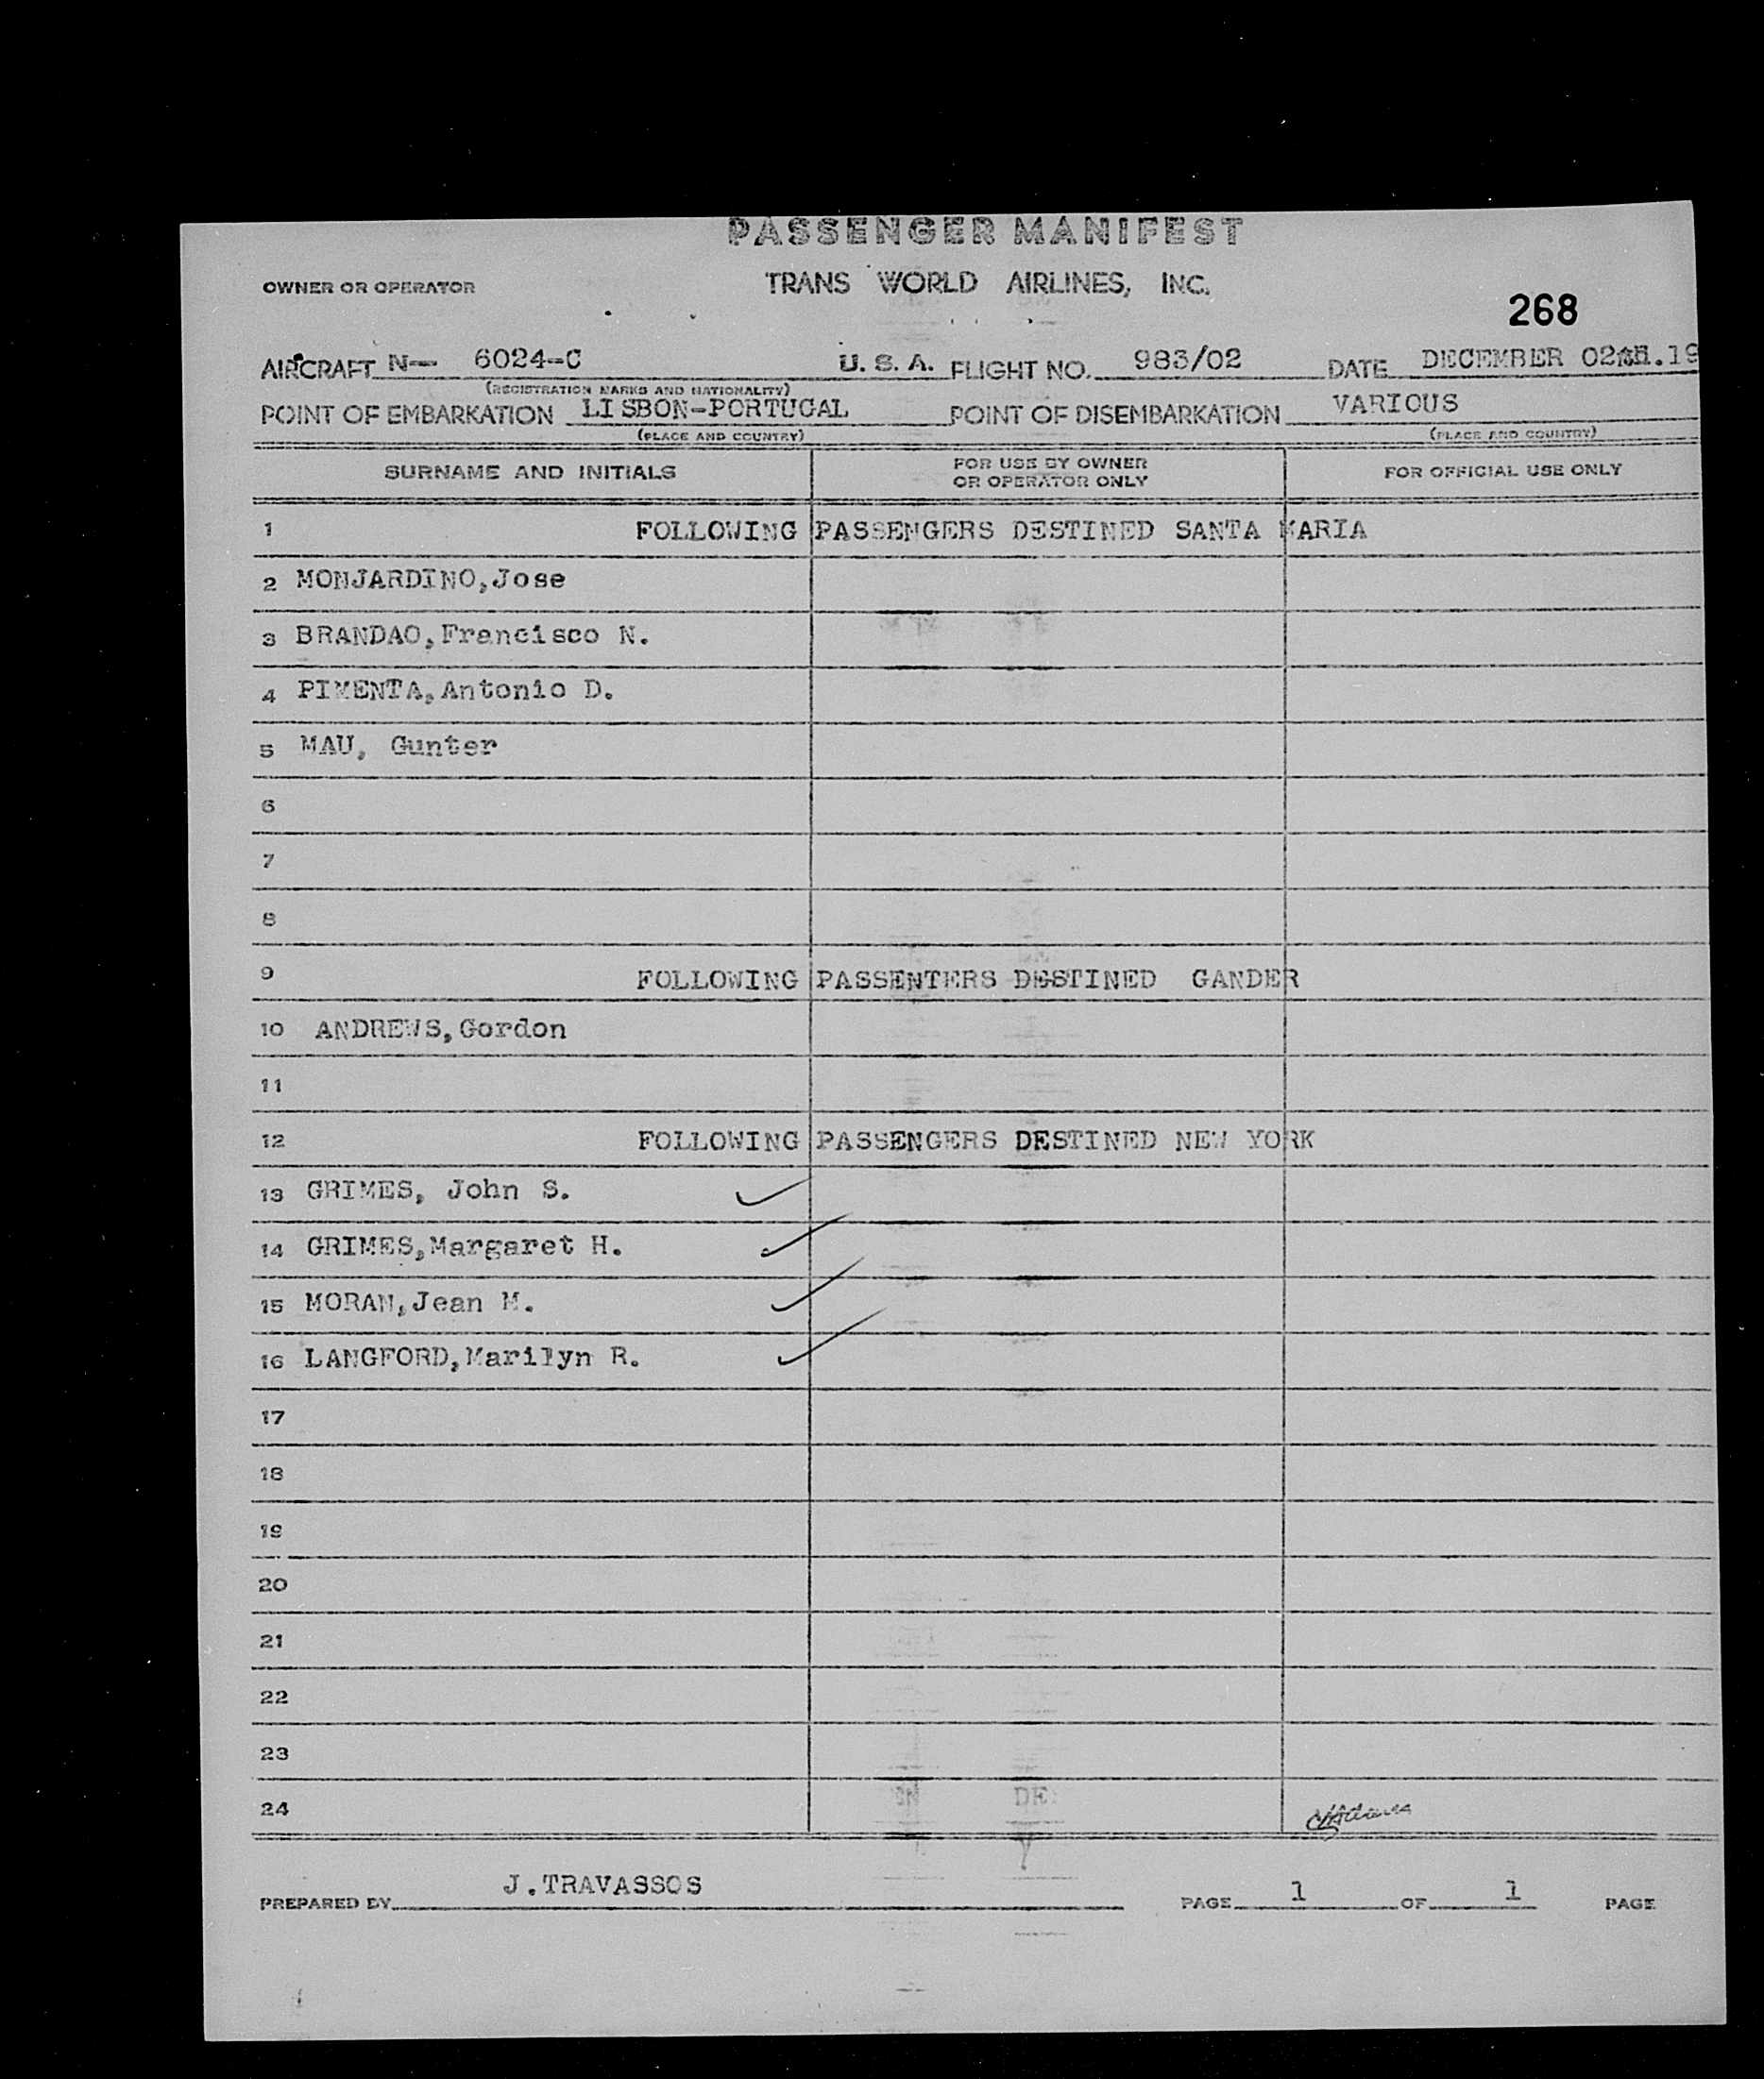 PASSENGER MANIFEST
OWNER OR OPERATOR TRANS WORLD AIRLINES, INC.
268
AIRCRAFT N- 6024-C U. S. A. FLIGHT NO. 983/02 DATE DECEMBER
(REGISTRATION MARKS AND NATIONALITY)
POINT OF EMBARKATION LISBON-PORTUGAL POINT OF DISEMBARKATION VARIOUS
(PLACE AND COUNTRY) (PLACE AND COUNTRY)
SURNAME AND INITIALS FOR USE BY OWNER OR OPERATOR ONLY FOR OFFICIAL USE ONLY
1 FOLLOWING PASSENGERS DESTINED SANTA MARIA
2 MONJARDINO,Jose
3 BRANDAO,Francisco N.
4 PIMENTA,Antonio D.
5 MAU, Gunter
6
7
8
9 FOLLOWING PASSENTERS DESTINED GANDER
10 ANDREWS,Gordon
11
12 FOLLOWING PASSENGERS DESTINED NEW YORK
13 GRIMES, John S.
14 GRIMES,Margaret H.
15 MORAN,Jean M.
16 LANGFORD,Marilyn R.
17
18
19
20
21
22
23
24
PREPARED BY J.TRAVASSOS PAGE 1 OF 1 PAGE